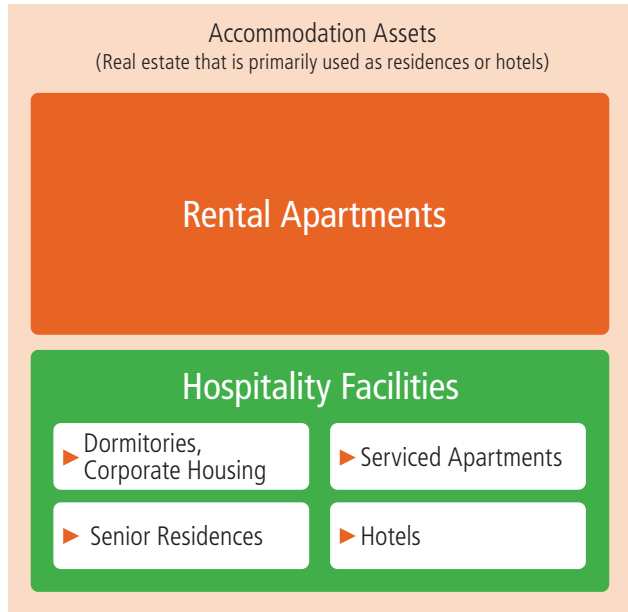 Accommodation Assets
(Real estate that is primarily used as residences or hotels)
Rental Apartments
Hospitality Facilities
Dormitories,
Corporate Housing
Serviced Apartments
Senior Residences
Hotels